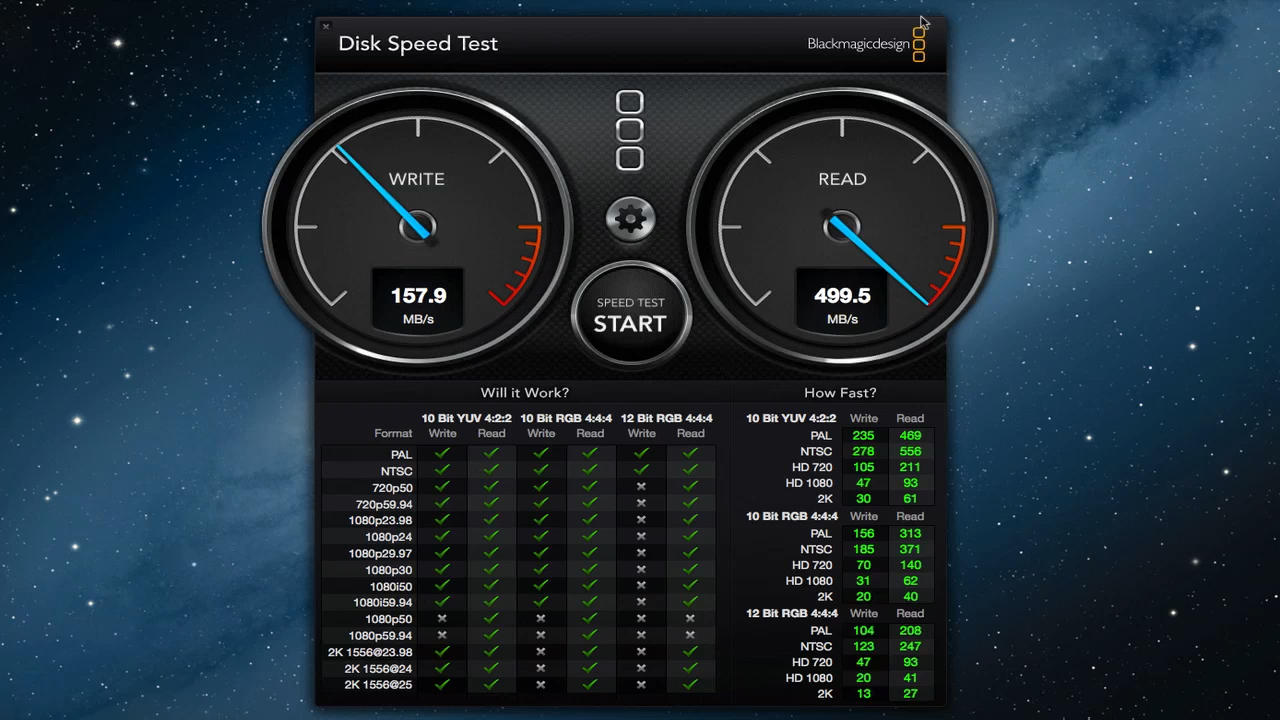 Disk Speed Test
Blackmagicdesign
WRITE
157.9
MB/s
SPEED TEST
START
READ
499.5
MB/s
Will it Work?
10 Bit YUV 4:2:2 10 Bit RGB 4:4:4 12 Bit RGB 4:4:4
Format Write Read Write Read Write Read
PAL
NTSC
720p50
720p59.94
1080p23.98
1080p24
1080p29.97
1080p30
1080i50
1080i59.94
1080p50
1080p59.94
2K 1556@23.98
2K 1556@24
2K 1556@25
How Fast?
10 Bit YUV 4:2:2 Write Read
PAL 235 469
NTSC 278 556
HD 720 105 211
HD 1080 47 93
2K 30 61
10 Bit RGB 4:4:4 Write Read
PAL 156 313
NTSC 185 371
HD 720 70 140
HD 1080 31 62
2K 20 40
12 Bit RGB 4:4:4 Write Read
PAL 104 208
NTSC 123 247
HD 720 47 93
HD 1080 20 41
2K 13 27